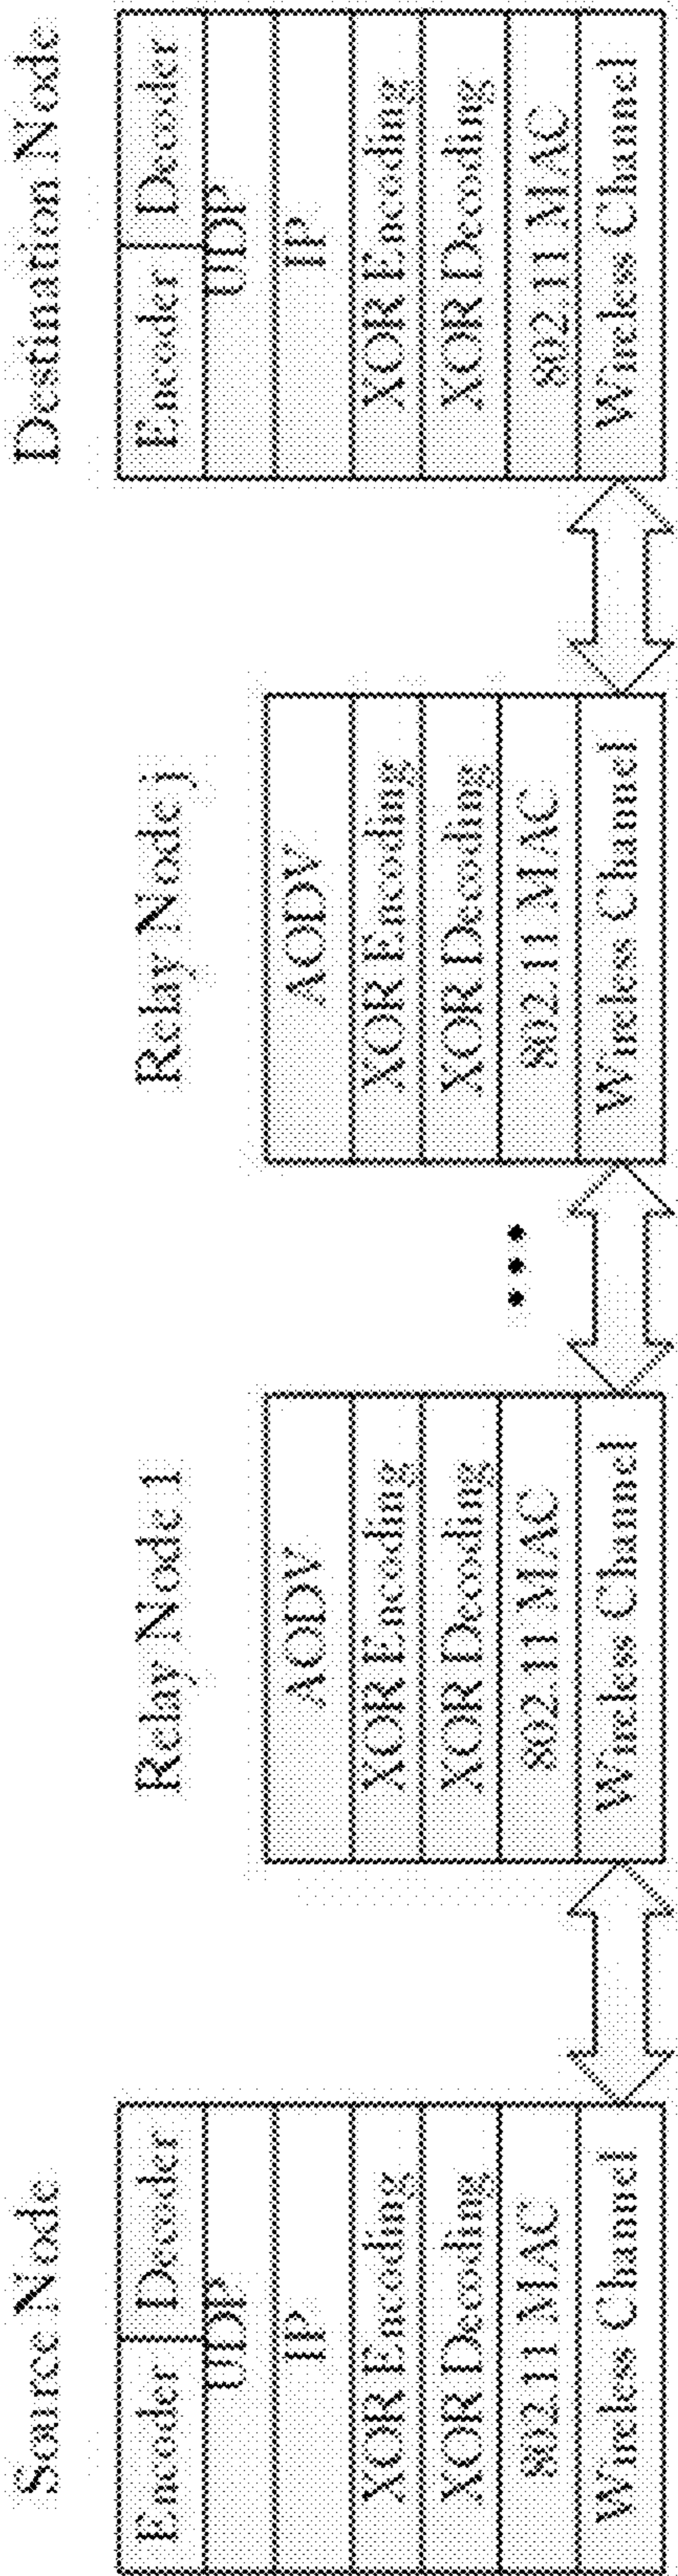 Source Node
Encoder Decoder
UDP
IP
XOR Encoding
XOR Decoding
802.11 MAC
Wireless Channel
Relay Node 1
AODV
XOR Encoding
XOR Decoding
802.11 MAC
Wireless Channel
...
Relay Node j
AODV
XOR Encoding
XOR Decoding
802.11 MAC
Wireless Channel
Destination Node
Encoder Decoder
UDP
IP
XOR Encoding
XOR Decoding
802.11 MAC
Wireless Channel